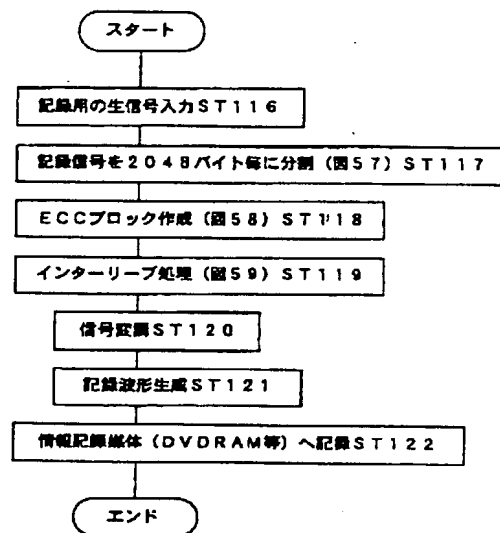 スタート
記録用の生信号入力ST116
記録信号を2048バイト毎に分割(図57)ST117
ECCブロック作成(図58)ST118
インターリーブ処理(図59)ST119
信号変調ST120
記録波形生成ST121
情報記録媒体(DVDRAM等)へ記録ST122
エンド